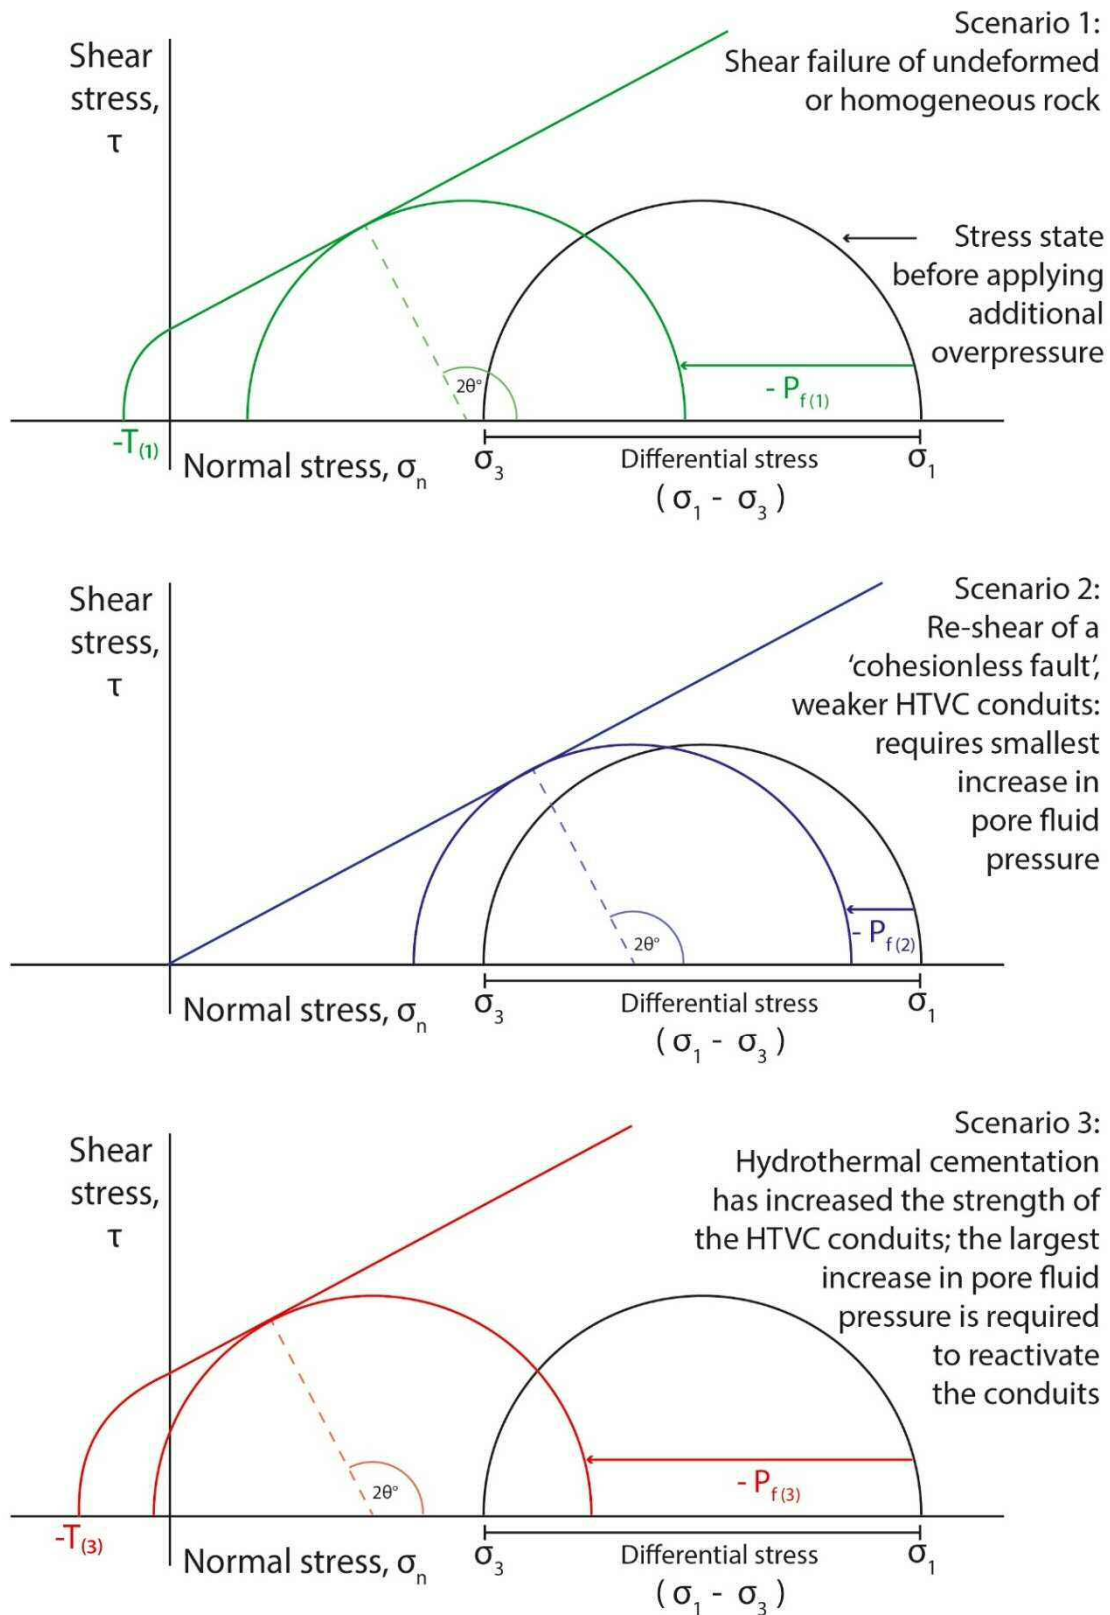 Scenario 1:
Shear failure of undeformed
or homogeneous rock
Shear
stress,
τ
Stress state
before applying
additional
overpressure
2θ°
- Pf(1)
-T(1)
Normal stress, σn
σ3
Differential stress
(σ1 - σ3)
σ1
Scenario 2:
Re-shear of a
‘cohesionless fault’,
weaker HTVC conduits:
requires smallest
increase in
pore fluid
pressure
Shear
stress,
τ
2θ°
- Pf(2)
Normal stress, σn
σ3
Differential stress
(σ1 - σ3)
σ1
Scenario 3:
Hydrothermal cementation
has increased the strength of
the HTVC conduits; the largest
increase in pore fluid
pressure is required
to reactivate
the conduits
Shear
stress,
τ
2θ°
- Pf(3)
-T(3)
Normal stress, σn
σ3
Differential stress
(σ1 - σ3)
σ1